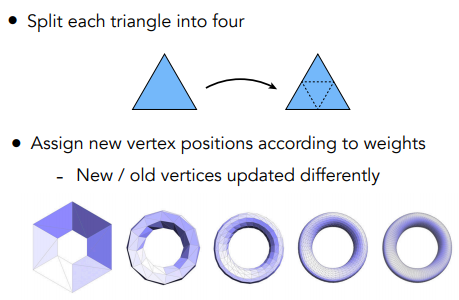 • Split each triangle into four
• Assign new vertex positions according to weights
- New / old vertices updated differently